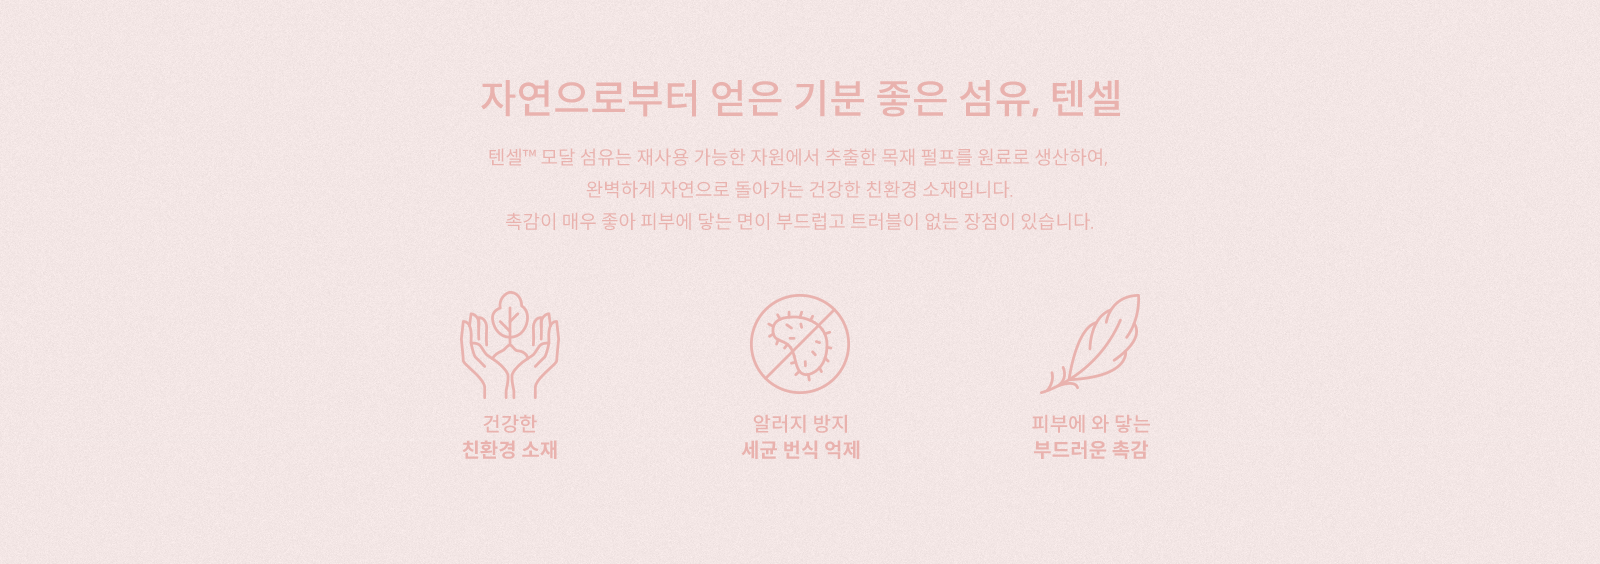 자연으로부터 얻은 기분 좋은 섬유, 텐셀
텐셀™ 모달 섬유는 재사용 가능한 자원에서 추출한 목재 펄프를 원료로 생산하여,
완벽하게 자연으로 돌아가는 건강한 친환경 소재입니다.
촉감이 매우 좋아 피부에 닿는 면이 부드럽고 트러블이 없는 장점이 있습니다.
건강한
친환경 소재
알러지 방지
세균 번식 억제
피부에 와 닿는
부드러운 촉감